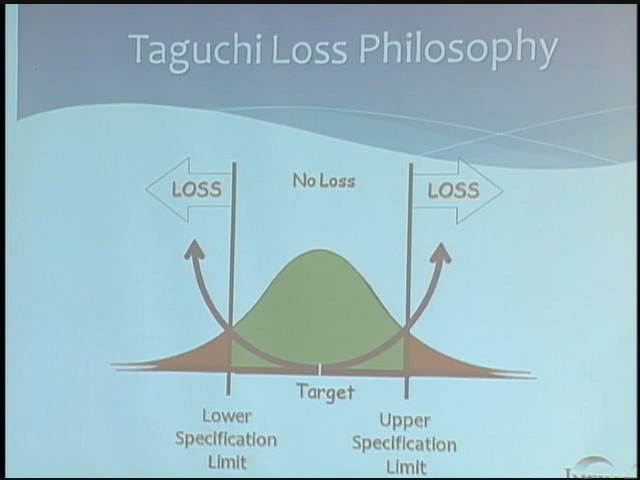 Taguchi Loss Philosophy
LOSS
No Loss
LOSS
Target
Lower
Specification
Limit
Upper
Specification
Limit